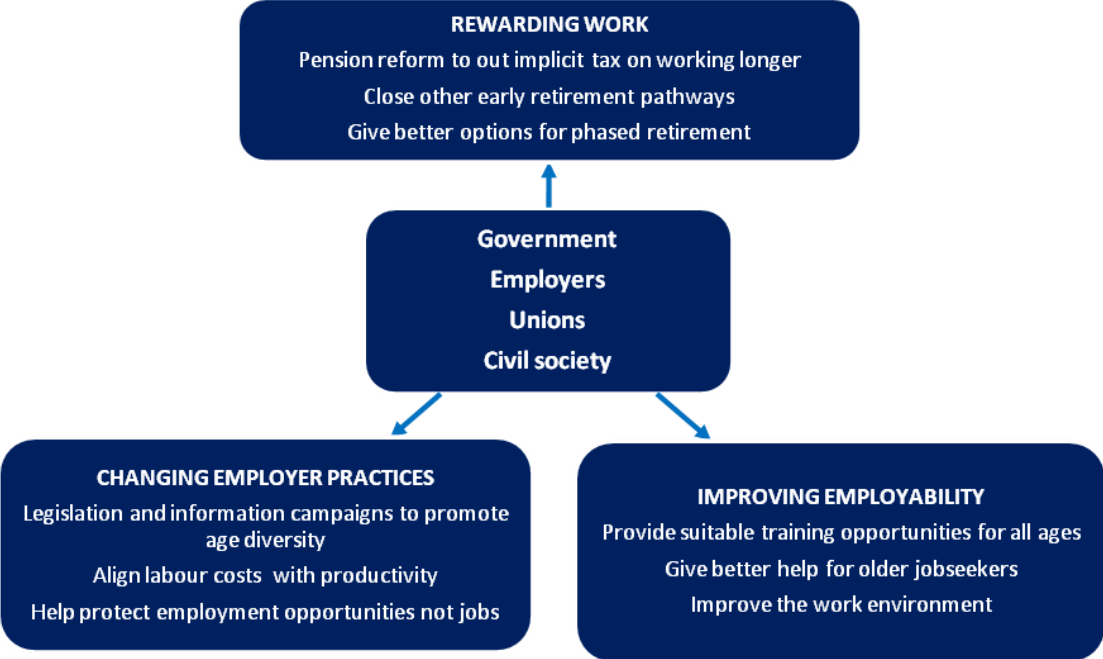 REWARDING WORK
Pension reform to out implicit tax on working longer
Close other early retirement pathways
Give better options for phased retirement
Government
Employers
Unions
Civil society
CHANGING EMPLOYER PRACTICES
Legislation and information campaigns to promote
age diversity
Align labour costs with productivity
Help protect employment opportunities not jobs
IMPROVING EMPLOYABILITY
Provide suitable training opportunities for all ages
Give better help for older jobseekers
Improve the work environment